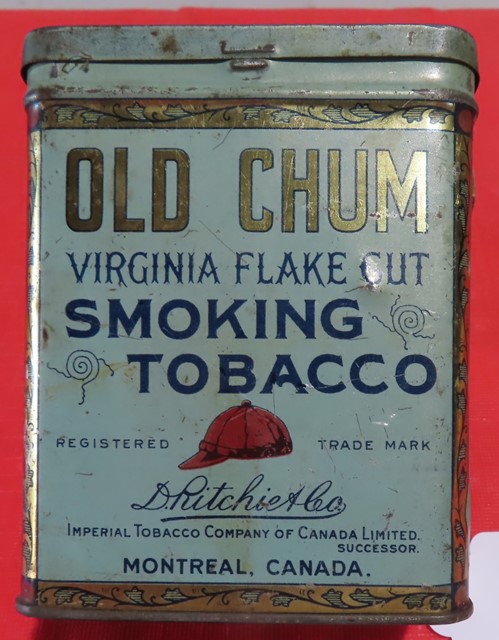 OLD CHUM
VIRGINIA FLAKE CUT
SMOKING
TOBACCO
REGISTERED TRADE MARK
D. Ritchie & Co.
IMPERIAL TOBACCO COMPANY OF CANADA LIMITED.
SUCCESSOR.
MONTREAL, CANADA.